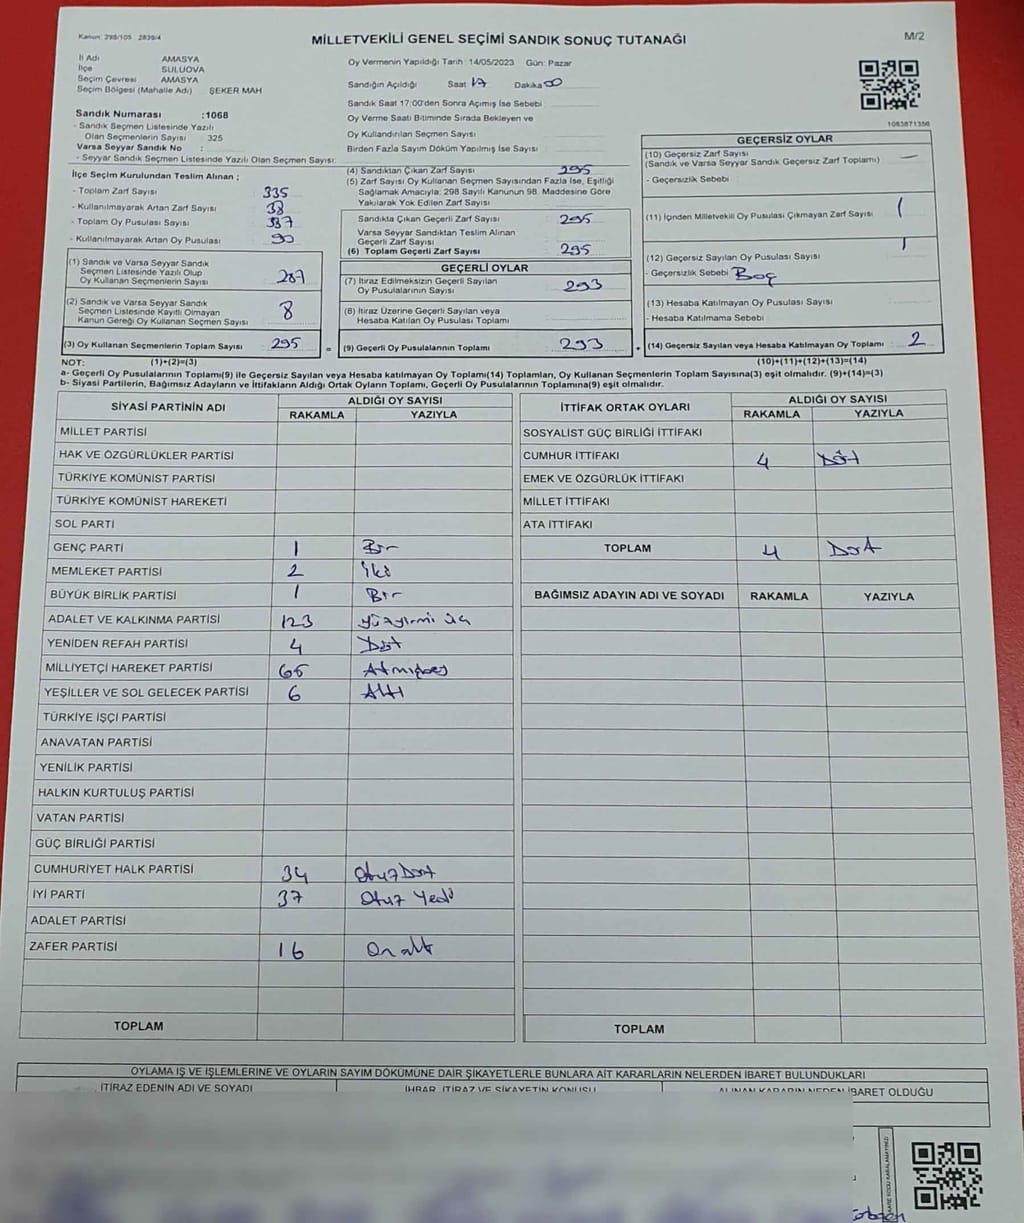 Kanun: 298/105 2839/4
MİLLETVEKİLİ GENEL SEÇİMİ SANDIK SONUÇ TUTANAĞI
M/2
İl Adı AMASYA
İlçe SULUOVA
Seçim Çevresi AMASYA
Seçim Bölgesi (Mahalle Adı) ŞEKER MAH
Sandık Numarası :1068
- Sandık Seçmen Listesinde Yazılı
Olan Seçmenlerin Sayısı 325
Varsa Seyyar Sandık No :
- Seyyar Sandık Seçmen Listesinde Yazılı Olan Seçmen Sayısı:
Oy Vermenin Yapıldığı Tarih :14/05/2023 Gün: Pazar
Sandığın Açıldığı Saat 17 Dakika 00
Sandık Saat 17:00'den Sonra Açımış İse Sebebi
Oy Verme Saati Bitiminde Sırada Bekleyen ve
Oy Kullandırılan Seçmen Sayısı
Birden Fazla Sayım Döküm Yapılmış İse Sayısı
1083871356
İlçe Seçim Kurulundan Teslim Alınan ;
- Toplam Zarf Sayısı 335
- Kullanılmayarak Artan Zarf Sayısı 38
- Toplam Oy Pusulası Sayısı 337
- Kullanılmayarak Artan Oy Pusulası
(1) Sandık ve Varsa Seyyar Sandık
Seçmen Listesinde Yazılı Olup
Oy Kullanan Seçmenlerin Sayısı 287
(2) Sandık ve Varsa Seyyar Sandık
Seçmen Listesinde Kayıtlı Olmayan
Kanun Gereği Oy Kullanan Seçmen Sayısı 8
(3) Oy Kullanan Seçmenlerin Toplam Sayısı 295 =
(4) Sandıktan Çıkan Zarf Sayısı 295
(5) Zarf Sayısı Oy Kullanan Seçmen Sayısından Fazla İse, Eşitliği
Sağlamak Amacıyla; 298 Sayılı Kanunun 98. Maddesine Göre
Yakılarak Yok Edilen Zarf Sayısı
Sandıkta Çıkan Geçerli Zarf Sayısı 295
Varsa Seyyar Sandıktan Teslim Alınan
Geçerli Zarf Sayısı
(6) Toplam Geçerli Zarf Sayısı 295
GEÇERLİ OYLAR
(7) İtiraz Edilmeksizin Geçerli Sayılan
Oy Pusulalarının Sayısı 293
(8) İtiraz Üzerine Geçerli Sayılan veya
Hesaba Katılan Oy Pusulası Toplamı
(9) Geçerli Oy Pusulalarının Toplamı 293 +
GEÇERSİZ OYLAR
(10) Geçersiz Zarf Sayısı
(Sandık ve Varsa Seyyar Sandık Geçersiz Zarf Toplamı) —
- Geçersizlik Sebebi
(11) İçinden Milletvekili Oy Pusulası Çıkmayan Zarf Sayısı 1
(12) Geçersiz Sayılan Oy Pusulası Sayısı 1
- Geçersizlik Sebebi Boş
(13) Hesaba Katılmayan Oy Pusulası Sayısı
- Hesaba Katılmama Sebebi
(14) Geçersiz Sayılan veya Hesaba Katılmayan Oy Toplamı 2
NOT: (1)+(2)=(3) (10)+(11)+(12)+(13)=(14)
a- Geçerli Oy Pusulalarının Toplamı(9) ile Geçersiz Sayılan veya Hesaba katılmayan Oy Toplamı(14) Toplamları, Oy Kullanan Seçmenlerin Toplam Sayısına(3) eşit olmalıdır. (9)+(14)=(3)
b- Siyasi Partilerin, Bağımsız Adayların ve İttifakların Aldığı Ortak Oyların Toplamı, Geçerli Oy Pusulalarının Toplamına(9) eşit olmalıdır.
SİYASİ PARTİNİN ADI ALDIĞI OY SAYISI
RAKAMLA YAZIYLA
MİLLET PARTİSİ
HAK VE ÖZGÜRLÜKLER PARTİSİ
TÜRKİYE KOMÜNİST PARTİSİ
TÜRKİYE KOMÜNİST HAREKETİ
SOL PARTİ
GENÇ PARTİ 1 Bir
MEMLEKET PARTİSİ 2 İki
BÜYÜK BİRLİK PARTİSİ 1 Bir
ADALET VE KALKINMA PARTİSİ 123 yüzyirmi üç
YENİDEN REFAH PARTİSİ 4 Dört
MİLLİYETÇİ HAREKET PARTİSİ 65 Atmışbeş
YEŞİLLER VE SOL GELECEK PARTİSİ 6 Altı
TÜRKİYE İŞÇİ PARTİSİ
ANAVATAN PARTİSİ
YENİLİK PARTİSİ
HALKIN KURTULUŞ PARTİSİ
VATAN PARTİSİ
GÜÇ BİRLİĞİ PARTİSİ
CUMHURİYET HALK PARTİSİ 34 Otuz Dört
İYİ PARTİ 37 Otuz Yedi
ADALET PARTİSİ
ZAFER PARTİSİ 16 On altı
TOPLAM
İTTİFAK ORTAK OYLARI ALDIĞI OY SAYISI
RAKAMLA YAZIYLA
SOSYALİST GÜÇ BİRLİĞİ İTTİFAKI
CUMHUR İTTİFAKI 4 Dört
EMEK VE ÖZGÜRLÜK İTTİFAKI
MİLLET İTTİFAKI
ATA İTTİFAKI
TOPLAM 4 Dört
BAĞIMSIZ ADAYIN ADI VE SOYADI RAKAMLA YAZIYLA
TOPLAM
OYLAMA İŞ VE İŞLEMLERİNE VE OYLARIN SAYIM DÖKÜMÜNE DAİR ŞİKAYETLERLE BUNLARA AİT KARARLARIN NELERDEN İBARET BULUNDUKLARI
İTİRAZ EDENİN ADI VE SOYADI İHBAR, İTİRAZ VE ŞİKAYETİN KONUSU ALINAN KARARIN NEDEN İBARET OLDUĞU